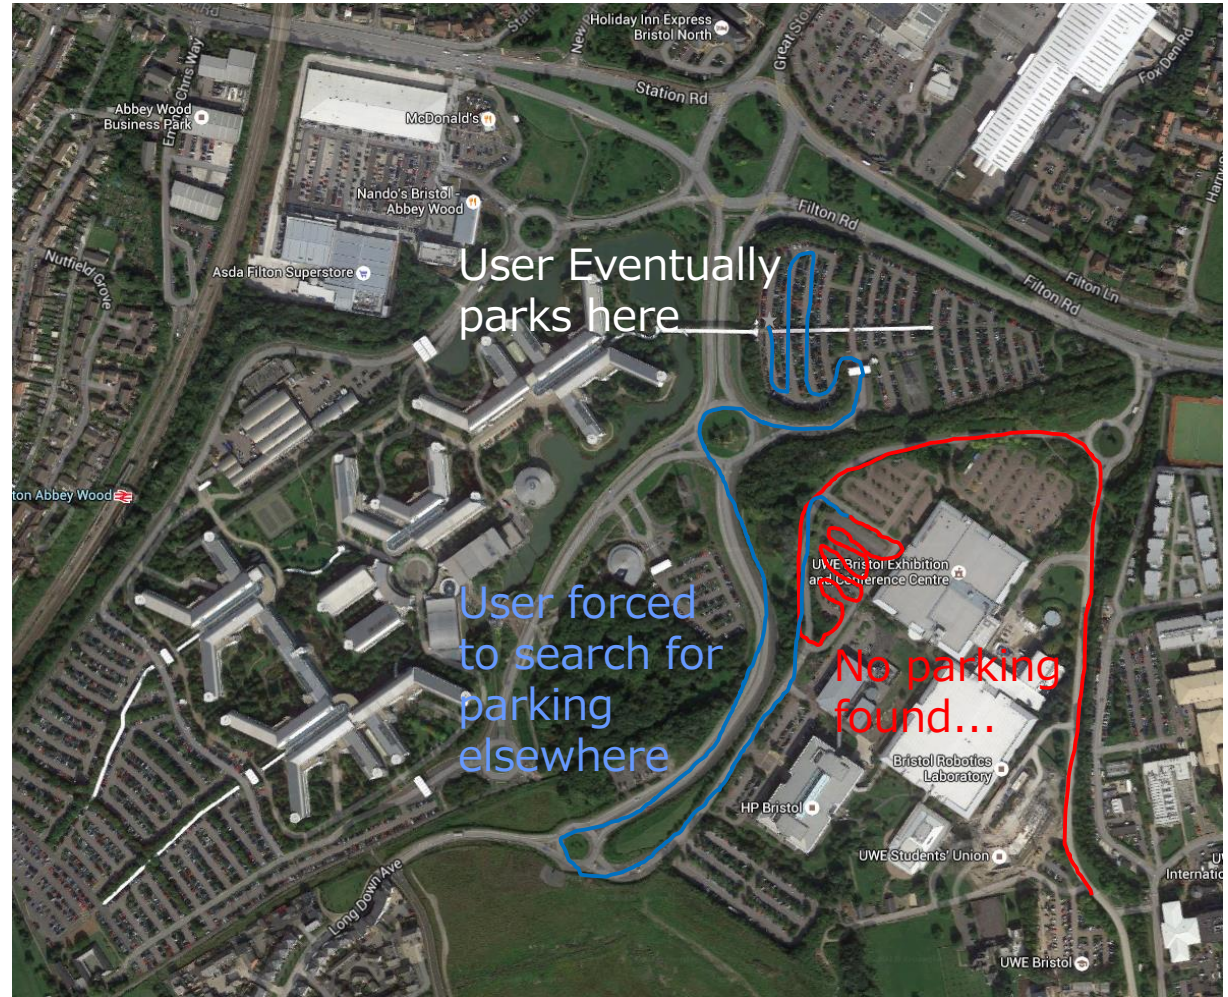 Holiday Inn Express
Bristol North
Station Rd
Fox Den Rd
Abbey Wood
Business Park
McDonald's
Nando's Bristol -
Abbey Wood
Filton Rd
Nutfield Grove
Asda Filton Superstore
User Eventually
parks here
Filton Ln
Filton Rd
ton Abbey Wood
UWE Bristol Exhibition
and Conference Centre
User forced
to search for
parking
elsewhere
No parking
found...
Bristol Robotics
Laboratory
HP Bristol
UWE Students' Union
Internatio
Long Down Ave
UWE Bristol